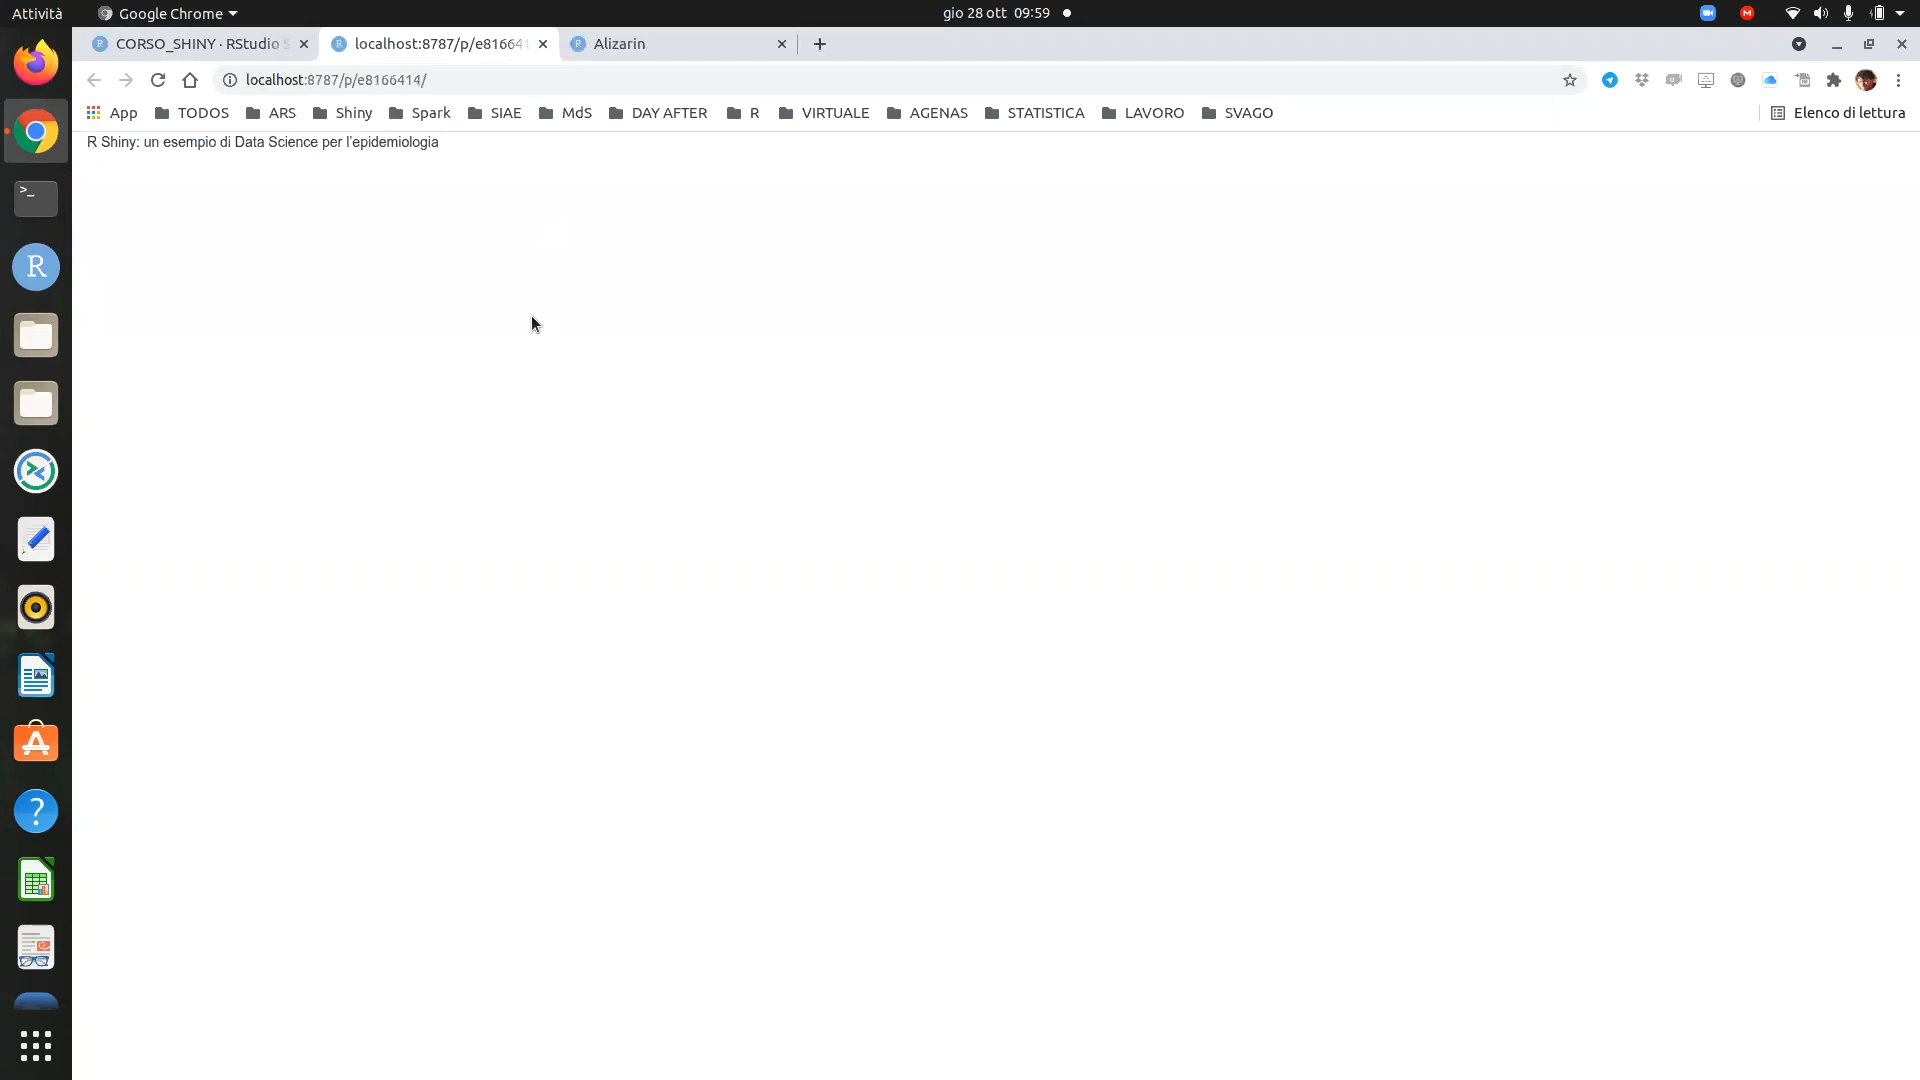 Attività Google Chrome gio 28 ott 09:59
CORSO_SHINY · RStudio localhost:8787/p/e816641 Alizarin
localhost:8787/p/e8166414/
App TODOS ARS Shiny Spark SIAE MdS DAY AFTER R VIRTUALE AGENAS STATISTICA LAVORO SVAGO Elenco di lettura
R Shiny: un esempio di Data Science per l'epidemiologia